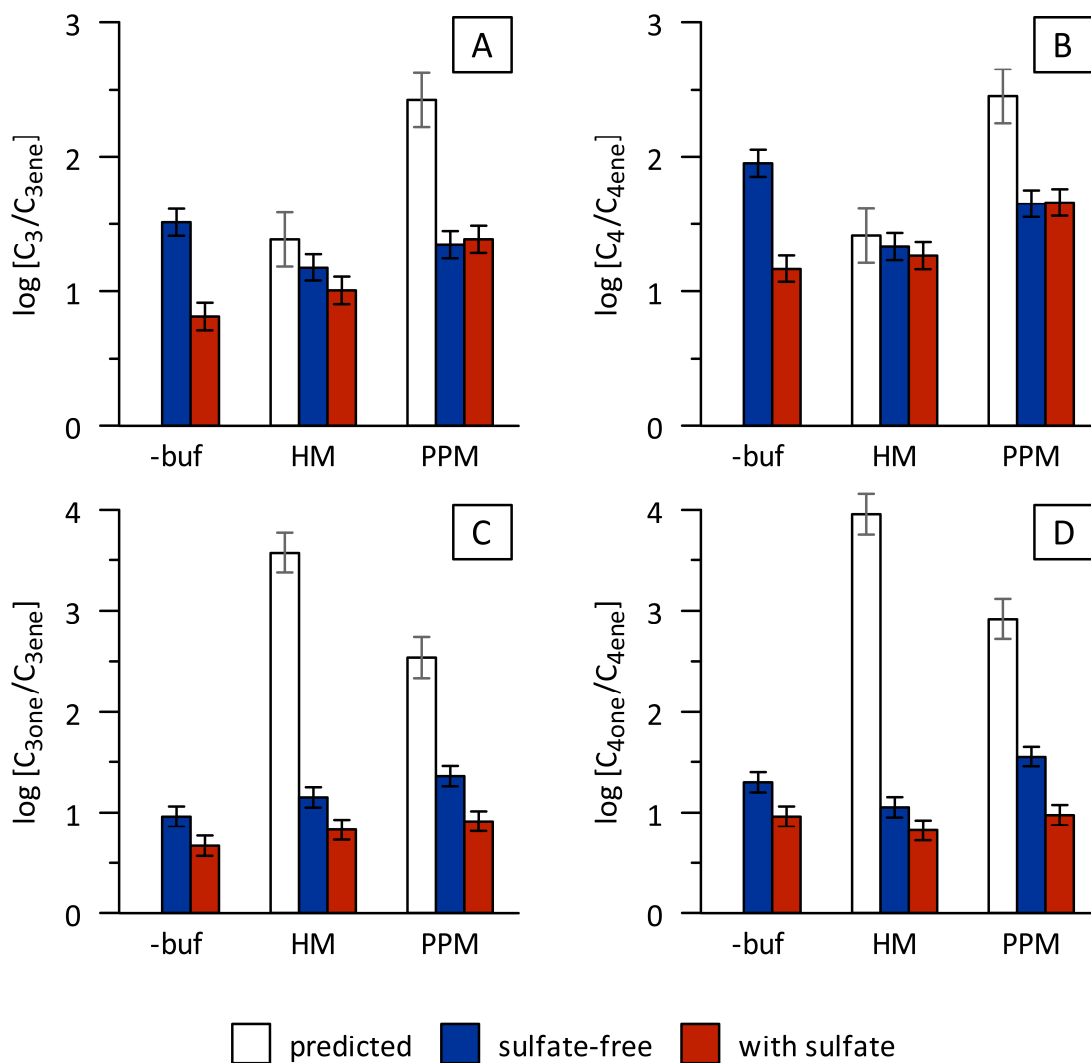 A
log [C3/C3ene]
3
2
1
0
-buf HM PPM
B
log [C4/C4ene]
3
2
1
0
-buf HM PPM
C
log [C3one/C3ene]
4
3
2
1
0
-buf HM PPM
D
log [C4one/C4ene]
4
3
2
1
0
-buf HM PPM
predicted sulfate-free with sulfate